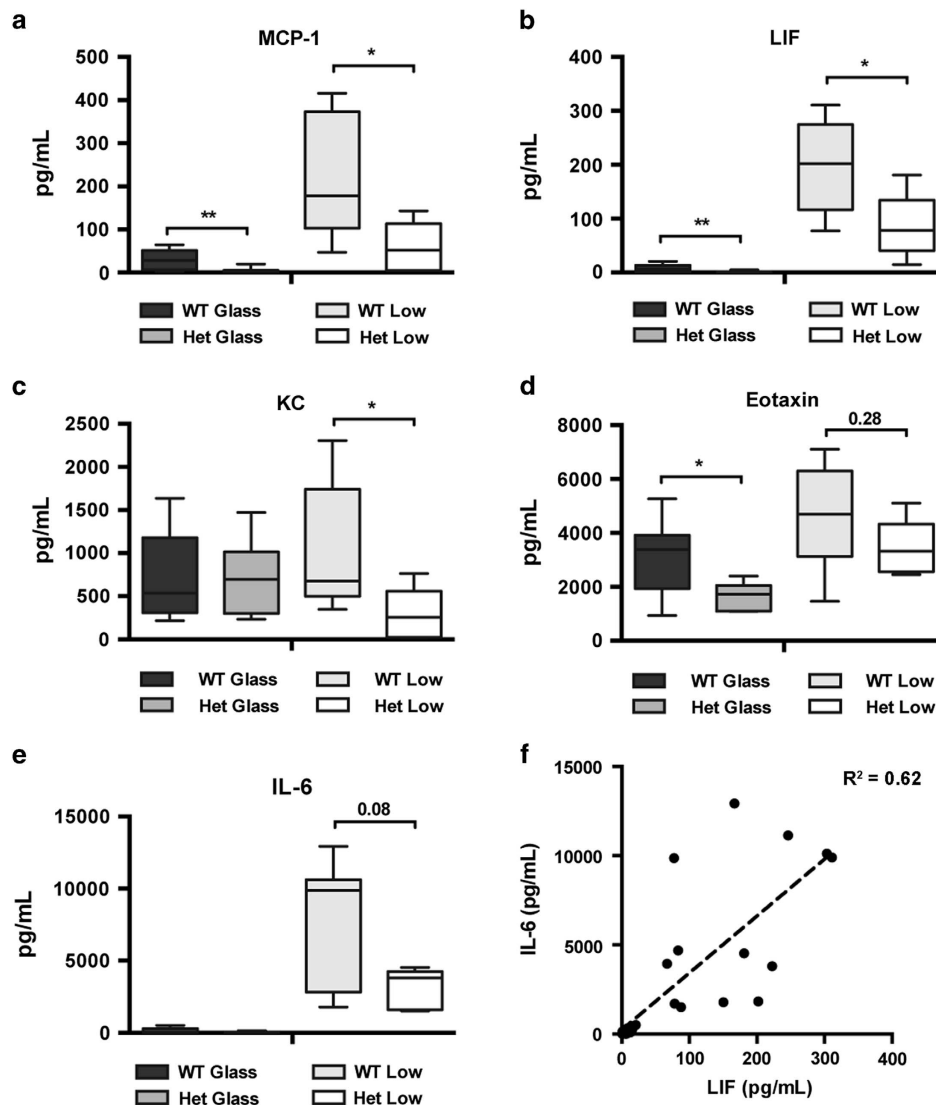 a
MCP-1
500
400
300
200
100
0
pg/mL
*
**
WT Glass
WT Low
Het Glass
Het Low
b
LIF
400
300
200
100
0
pg/mL
*
**
WT Glass
WT Low
Het Glass
Het Low
c
KC
2500
2000
1500
1000
500
0
pg/mL
*
WT Glass
WT Low
Het Glass
Het Low
d
Eotaxin
8000
6000
4000
2000
0
pg/mL
0.28
*
WT Glass
WT Low
Het Glass
Het Low
e
IL-6
15000
10000
5000
0
pg/mL
0.08
WT Glass
WT Low
Het Glass
Het Low
f
R² = 0.62
15000
10000
5000
0
IL-6 (pg/mL)
0 100 200 300 400
LIF (pg/mL)